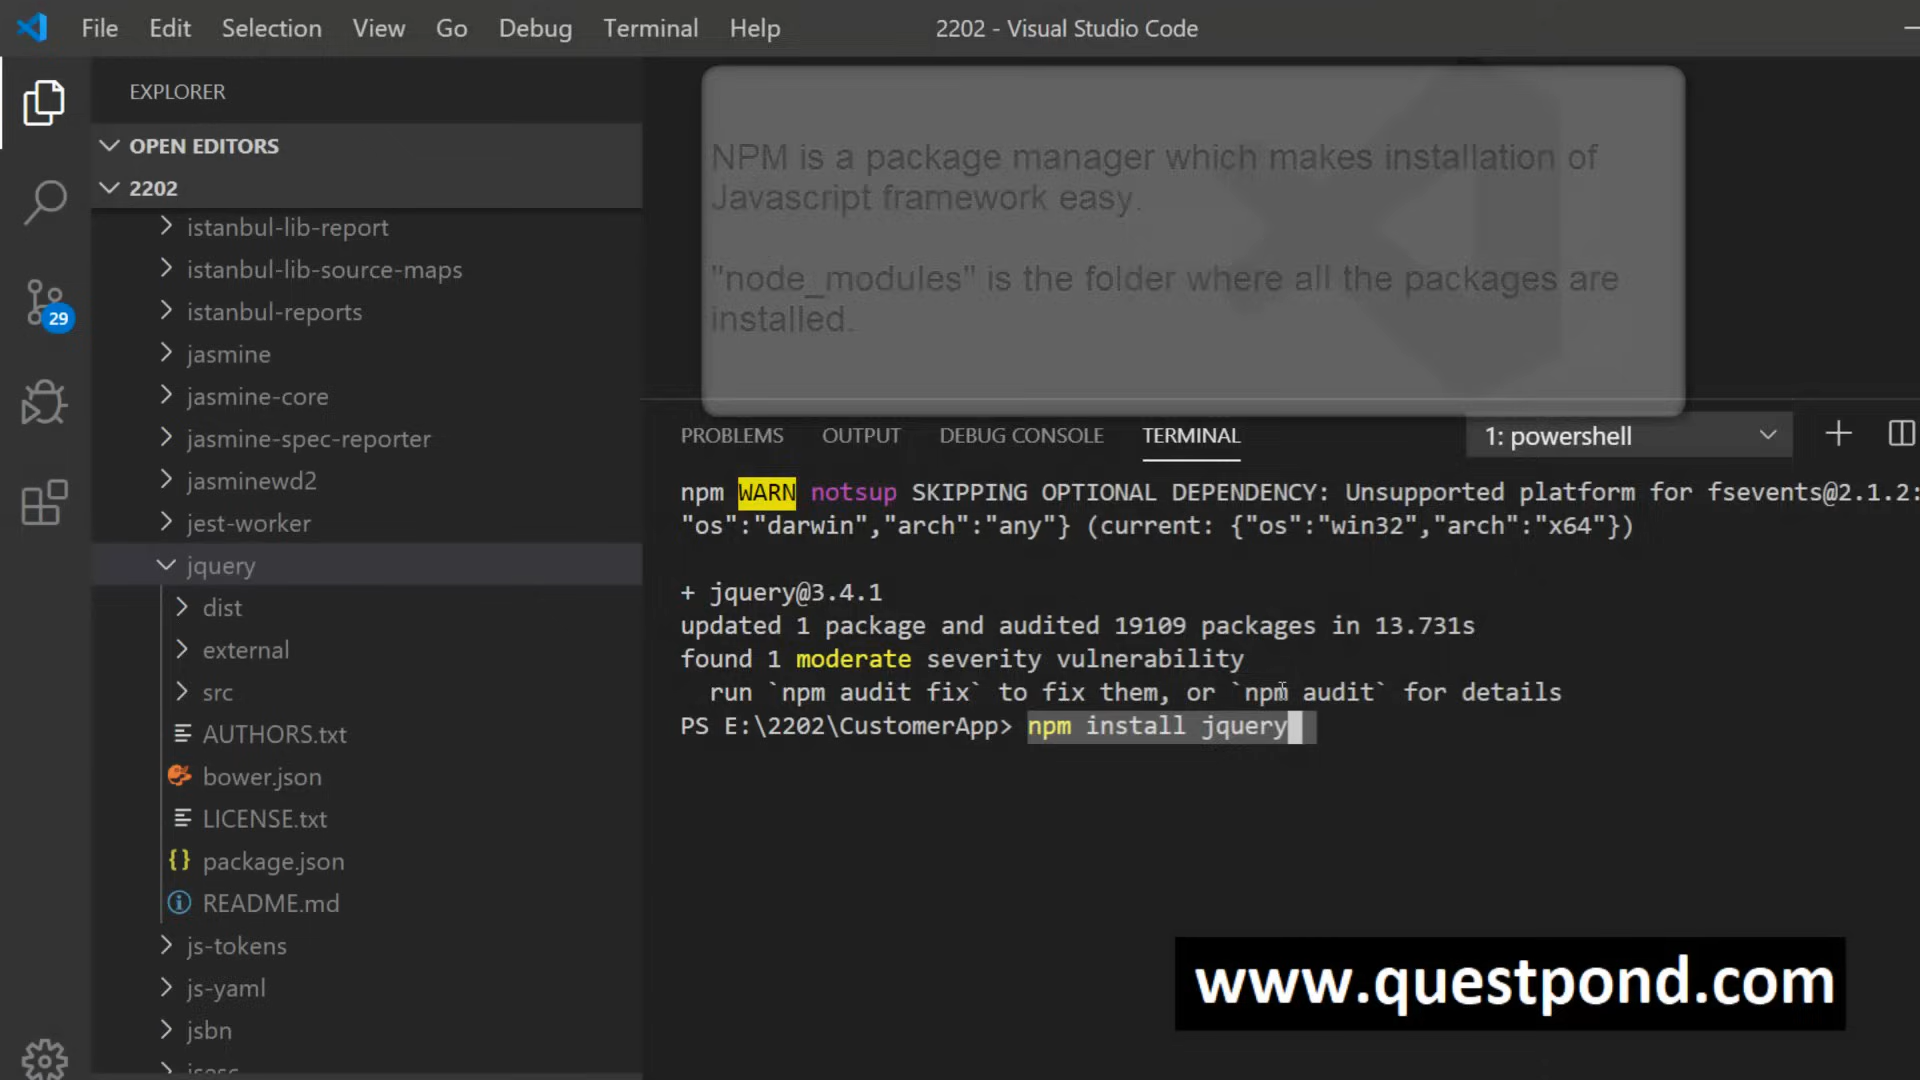 File Edit Selection View Go Debug Terminal Help
2202 - Visual Studio Code
EXPLORER
OPEN EDITORS
2202
istanbul-lib-report
istanbul-lib-source-maps
istanbul-reports
29
jasmine
jasmine-core
jasmine-spec-reporter
jasminewd2
jest-worker
jquery
dist
external
src
AUTHORS.txt
bower.json
LICENSE.txt
package.json
README.md
js-tokens
js-yaml
jsbn
NPM is a package manager which makes installation of
Javascript framework easy.
"node_modules" is the folder where all the packages are
installed.
PROBLEMS OUTPUT DEBUG CONSOLE TERMINAL
1: powershell
npm WARN notsup SKIPPING OPTIONAL DEPENDENCY: Unsupported platform for fsevents@2.1.2:
"os":"darwin","arch":"any"} (current: {"os":"win32","arch":"x64"})
+ jquery@3.4.1
updated 1 package and audited 19109 packages in 13.731s
found 1 moderate severity vulnerability
run `npm audit fix` to fix them, or `npm audit` for details
PS E:\2202\CustomerApp> npm install jquery
www.questpond.com